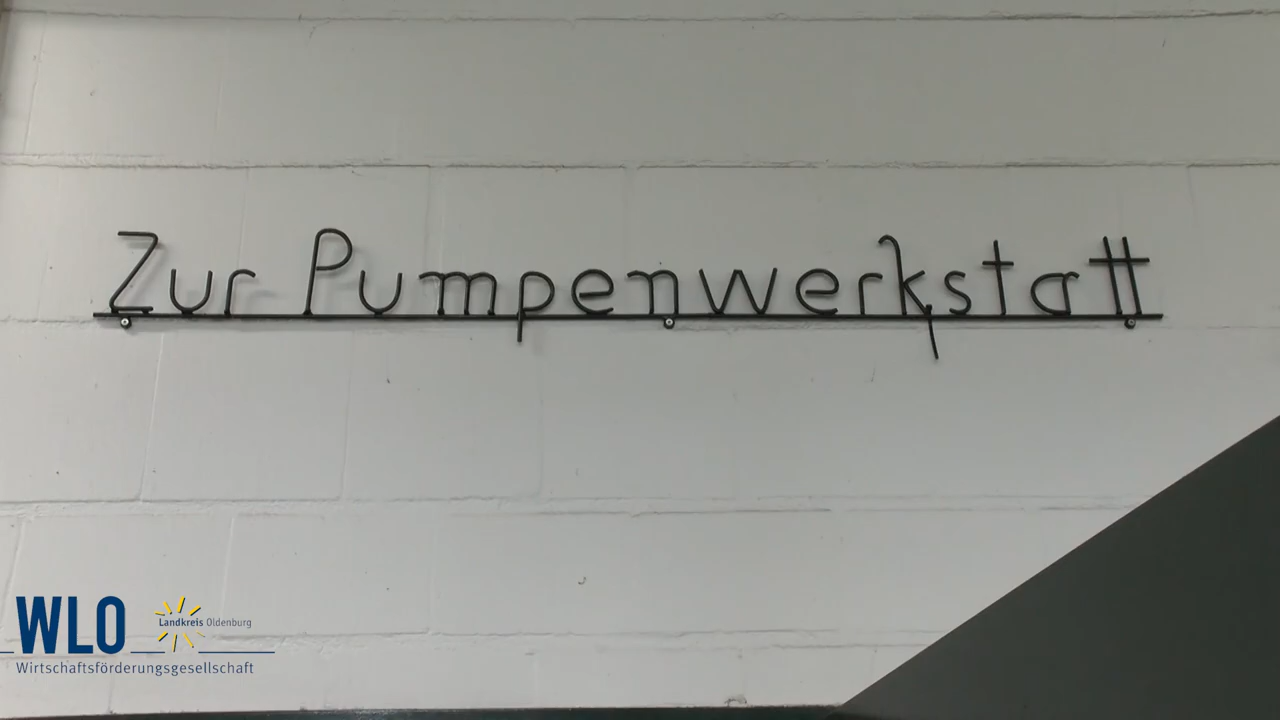 Zur Pumpenwerkstatt
WLO
Landkreis Oldenburg
Wirtschaftsförderungsgesellschaft